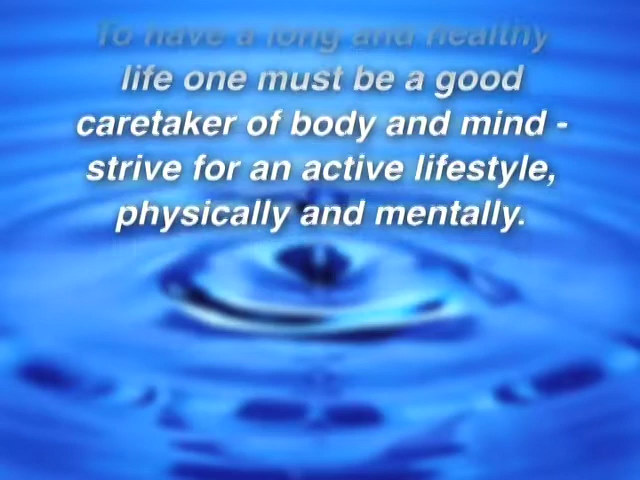 To have a long and healthy
life one must be a good
caretaker of body and mind -
strive for an active lifestyle,
physically and mentally.